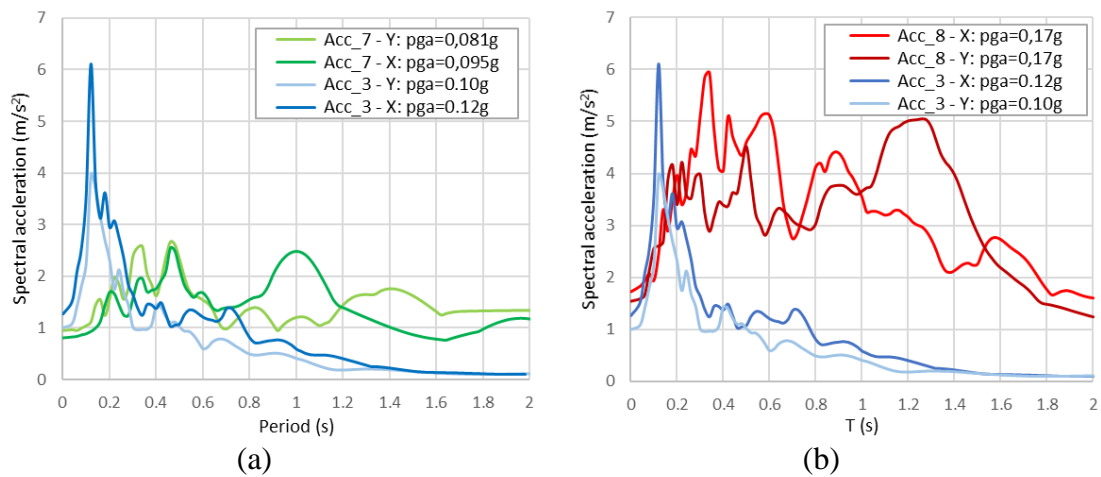 7
6
5
4
3
2
1
0
Spectral accleration (m/s²)
Acc_7 - Y: pga=0,081g
Acc_7 - X: pga=0,095g
Acc_3 - Y: pga=0.10g
Acc_3 - X: pga=0.12g
0 0.2 0.4 0.6 0.8 1 1.2 1.4 1.6 1.8 2
Period (s)
(a)
7
6
5
4
3
2
1
0
Spectral acceleration (m/s²)
Acc_8 - X: pga=0,17g
Acc_8 - Y: pga=0,17g
Acc_3 - X: pga=0.12g
Acc_3 - Y: pga=0.10g
0 0.2 0.4 0.6 0.8 1 1.2 1.4 1.6 1.8 2
T (s)
(b)